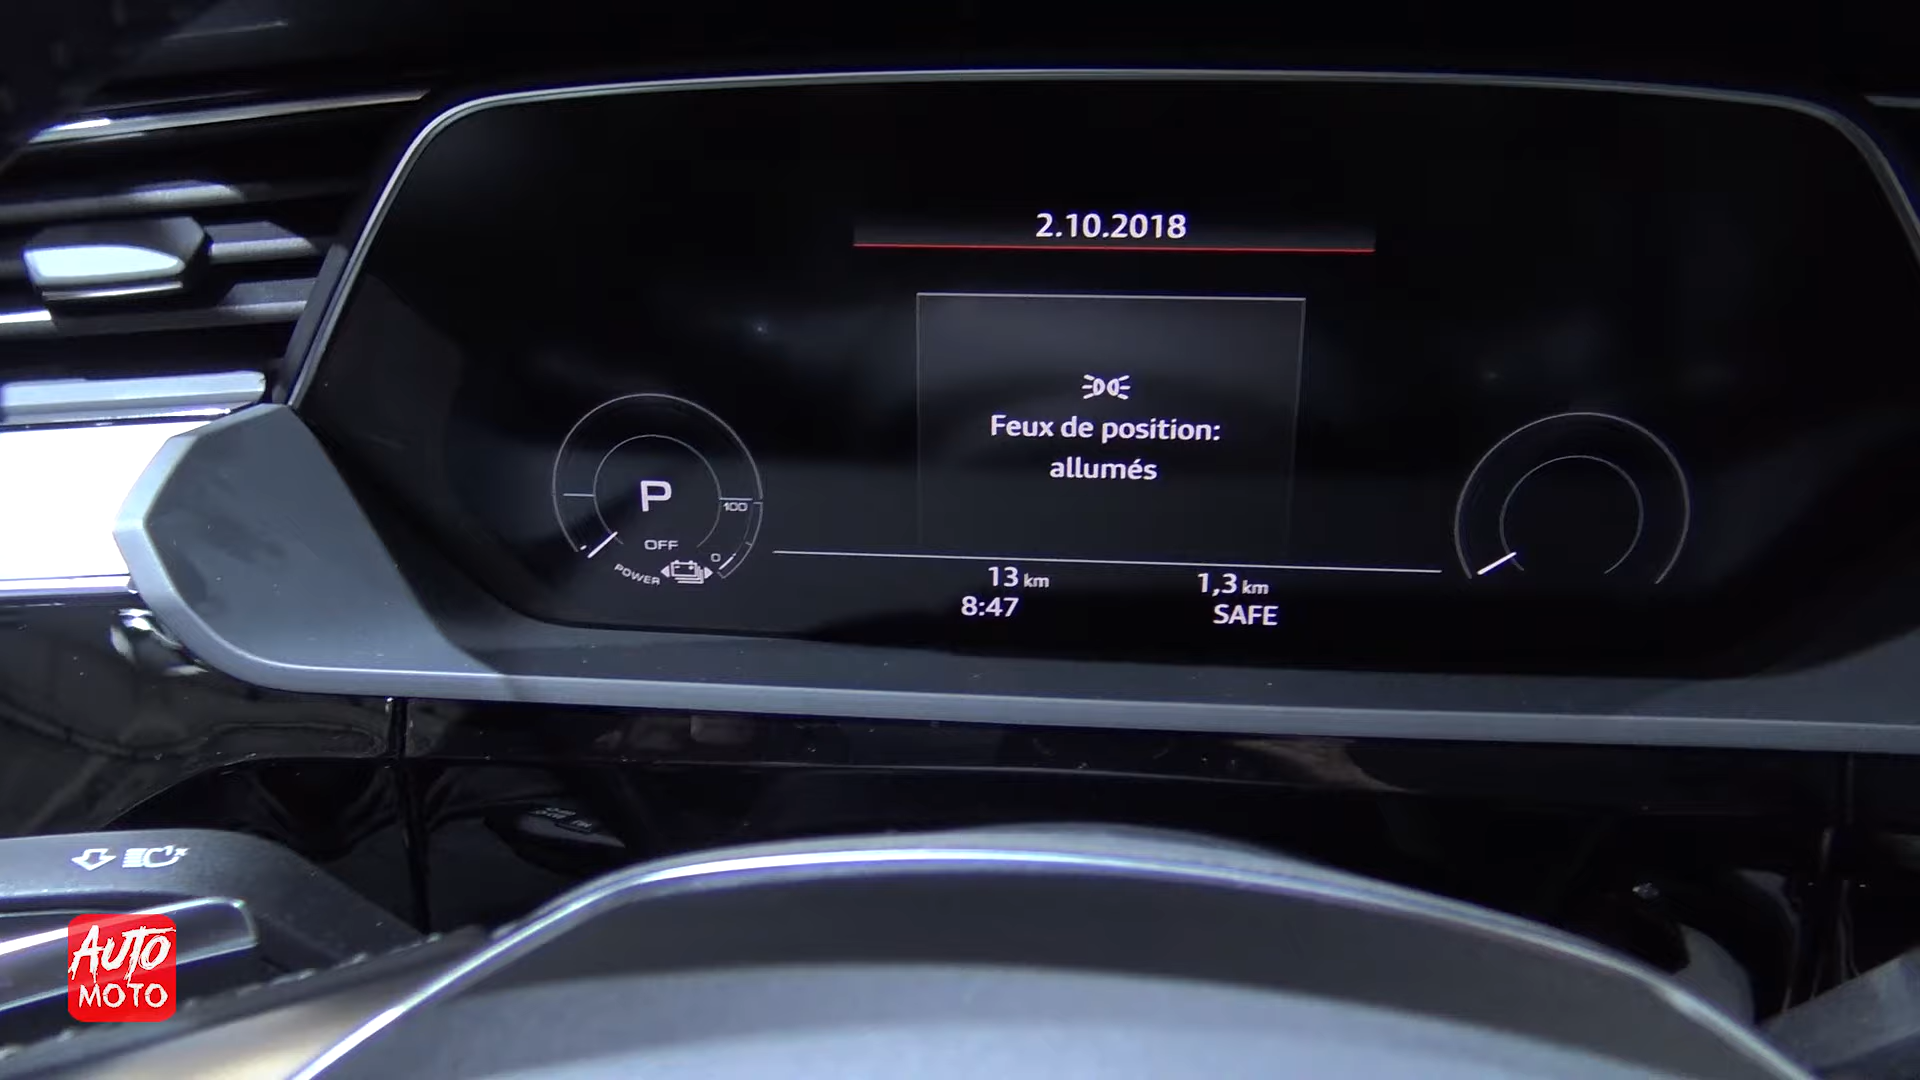 2.10.2018
Feux de position:
allumés
P
100
OFF
0
POWER
13 km
1,3 km
8:47
SAFE
AUTO
MOTO